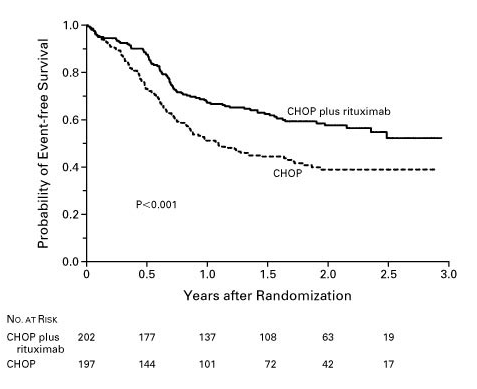 Probability of Event-free Survival
1.0
0.8
0.6
0.4
0.2
0.0
CHOP plus rituximab
CHOP
P<0.001
0 0.5 1.0 1.5 2.0 2.5 3.0
Years after Randomization
NO. AT RISK
CHOP plus
rituximab 202 177 137 108 63 19
CHOP 197 144 101 72 42 17